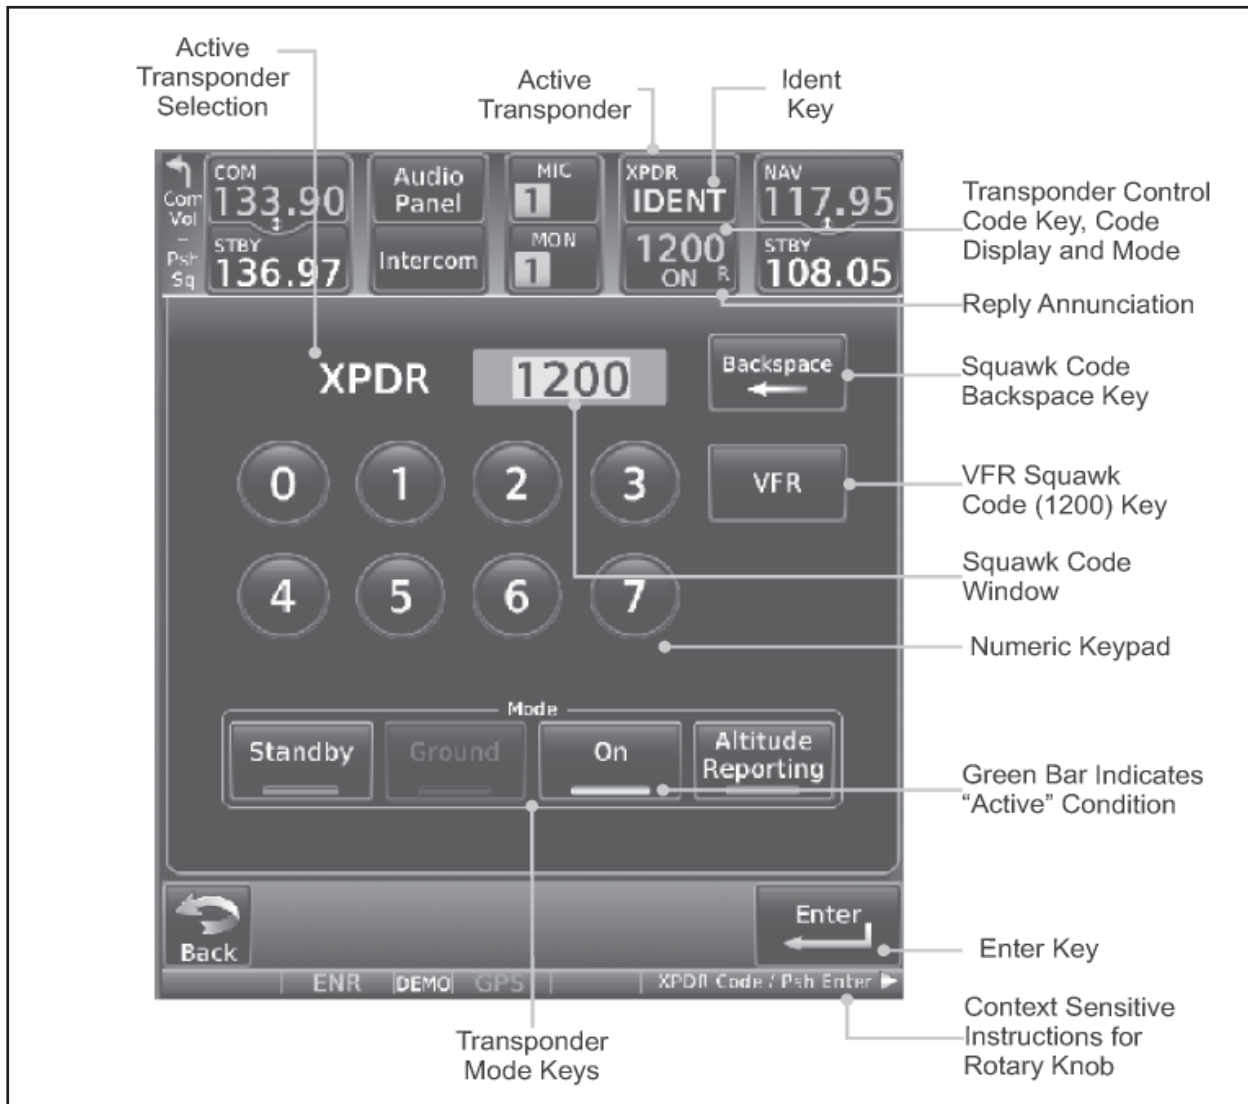 Active
Transponder
Selection
Active
Transponder
Ident
Key
Com
Vol
–
Psh
Sq
COM
133.90
STBY
136.97
Audio
Panel
Intercom
MIC
1
MON
1
XPDR
IDENT
1200
ON R
NAV
117.95
STBY
108.05
Transponder Control
Code Key, Code
Display and Mode
Reply Annunciation
XPDR
1200
Backspace
Squawk Code
Backspace Key
0 1 2 3
VFR
VFR Squawk
Code (1200) Key
Squawk Code
Window
4 5 6 7
Numeric Keypad
Mode
Standby
Ground
On
Altitude
Reporting
Green Bar Indicates
“Active” Condition
Back
Enter
Enter Key
ENR DEMO GPS XPDR Code / Psh Enter
Transponder
Mode Keys
Context Sensitive
Instructions for
Rotary Knob